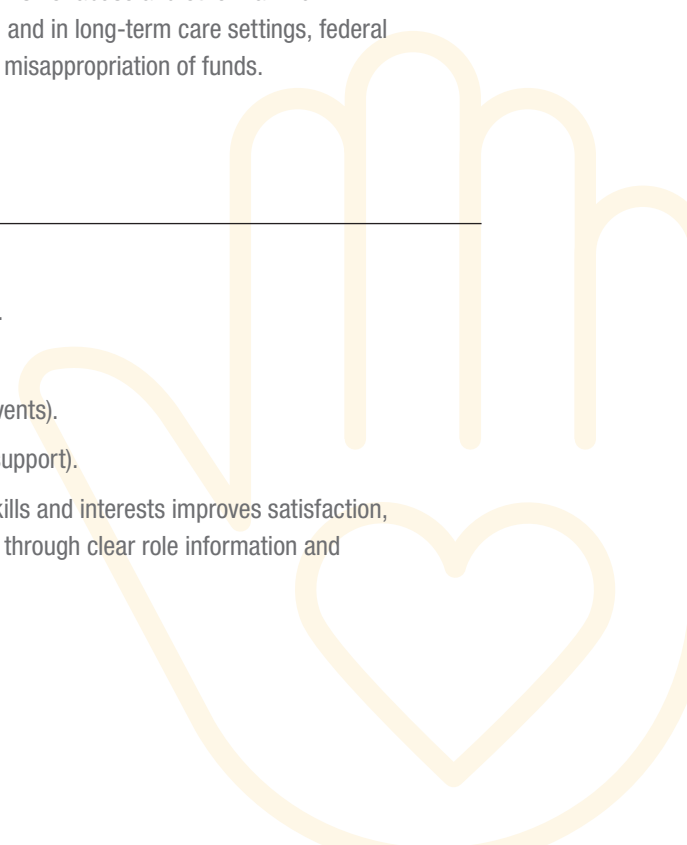 and in long-term care settings, federal
misappropriation of funds.
.
vents).
support).
kills and interests improves satisfaction,
through clear role information and